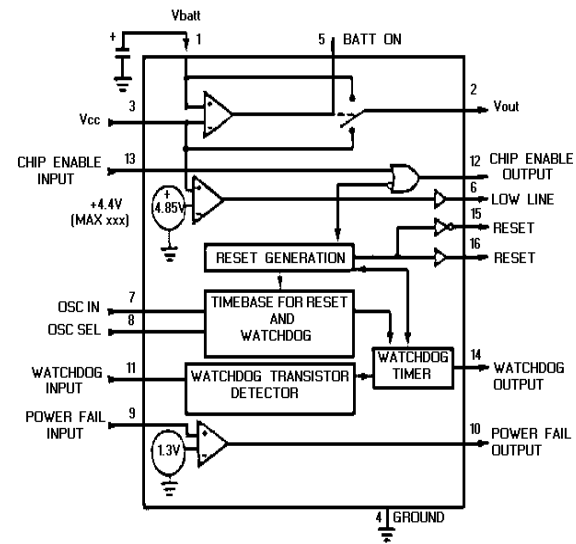 Vbatt
1
5 BATT ON
2
Vout
3
Vcc
CHIP ENABLE
INPUT
13
12
CHIP ENABLE
OUTPUT
6
LOW LINE
+4.4V
(MAX xxx)
4.85V
15
RESET
16
RESET
RESET GENERATION
OSC IN
7
OSC SEL
8
TIMEBASE FOR RESET
AND
WATCHDOG
WATCHDOG
TIMER
14
WATCHDOG
OUTPUT
WATCHDOG
INPUT
11
WATCHDOG TRANSISTOR
DETECTOR
POWER FAIL
INPUT
9
1.3V
10
POWER FAIL
OUTPUT
4 GROUND